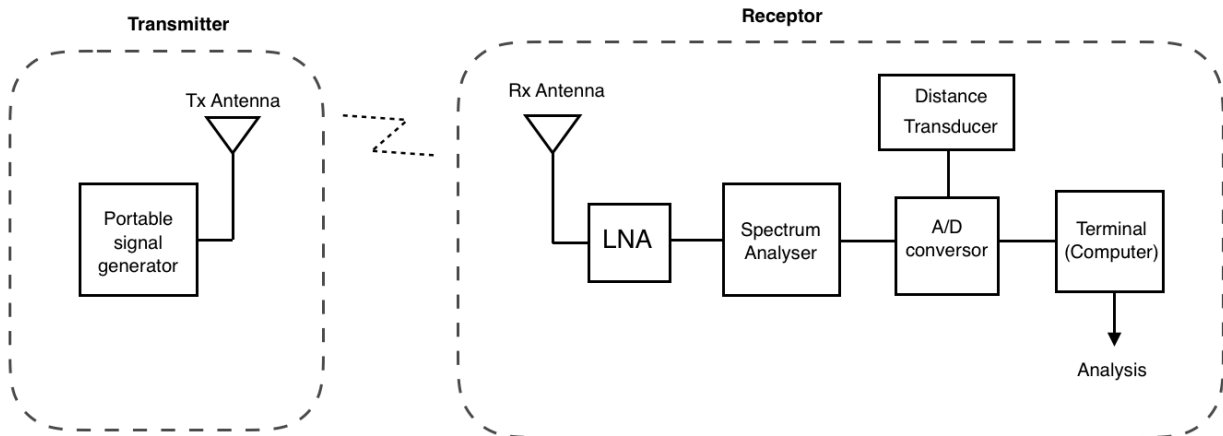 Transmitter
Tx Antenna
Portable
signal
generator
Receptor
Rx Antenna
LNA
Spectrum
Analyser
Distance
Transducer
A/D
conversor
Terminal
(Computer)
Analysis